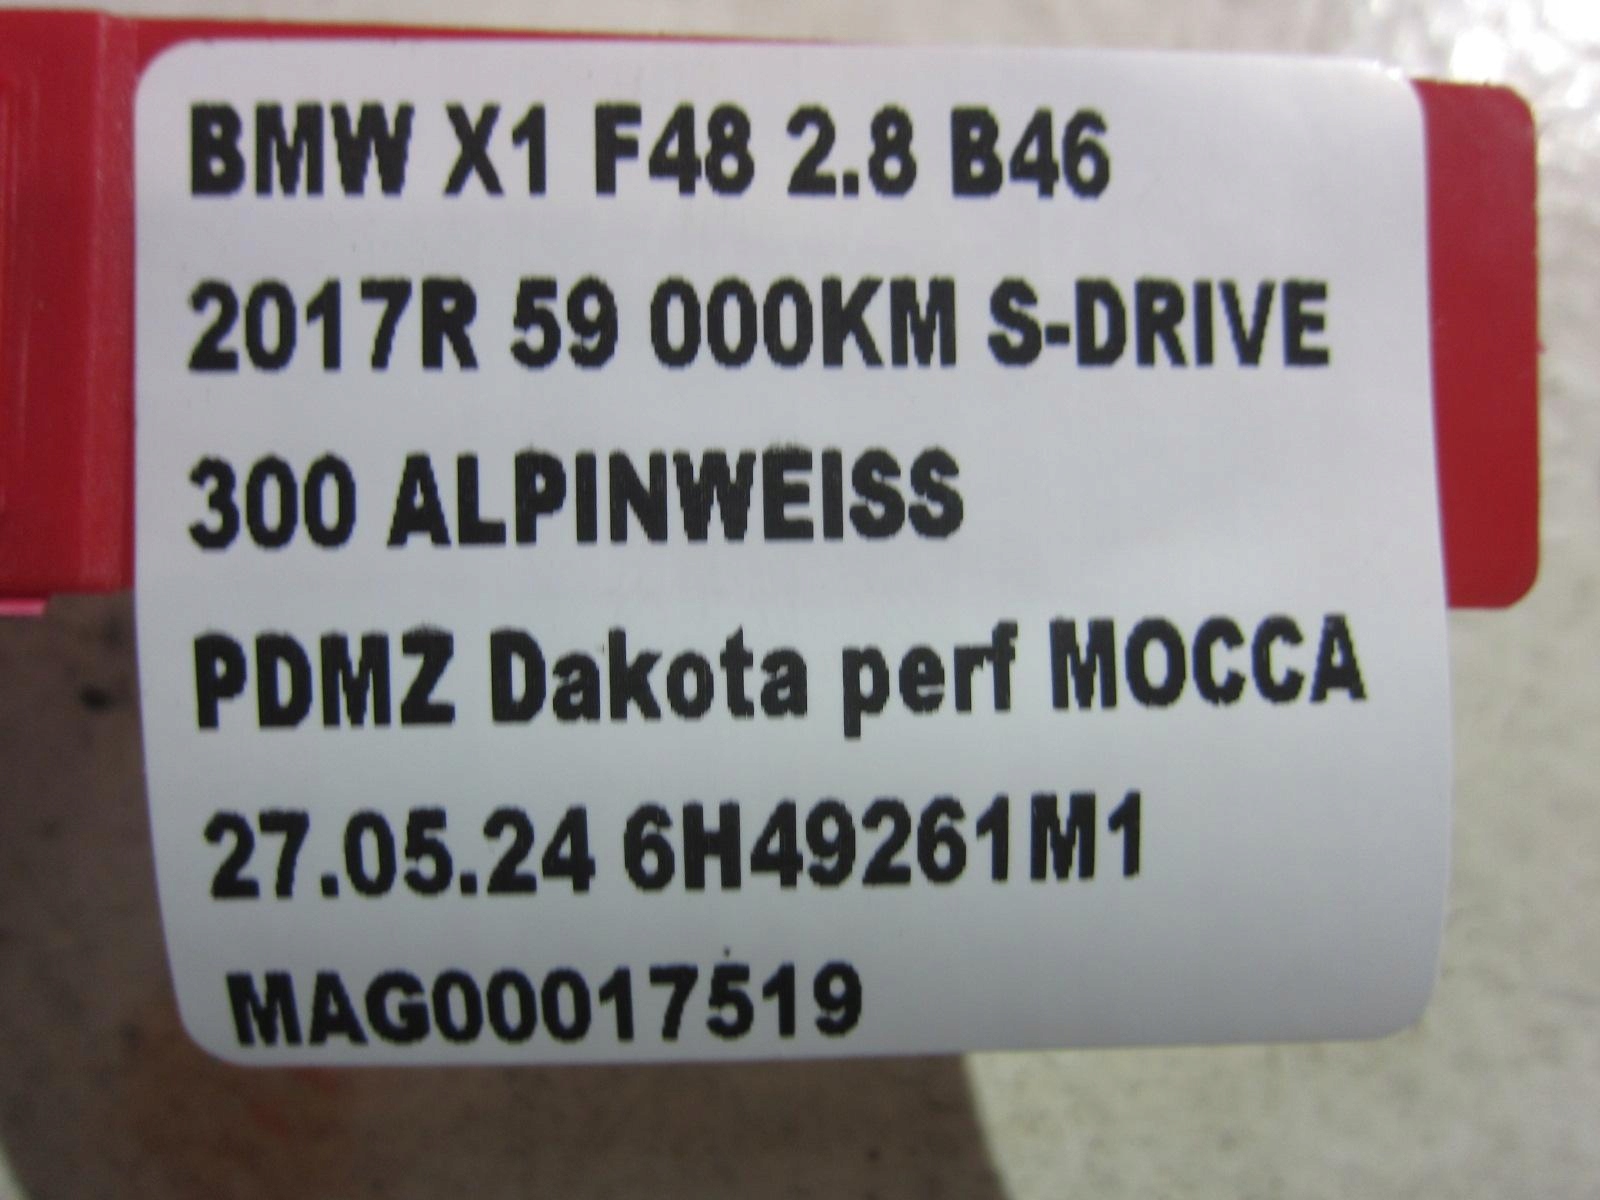 BMW X1 F48 2.8 B46
2017R 59 000KM S-DRIVE
300 ALPINWEISS
PDMZ Dakota perf MOCCA
27.05.24 6H49261M1
MAG00017519